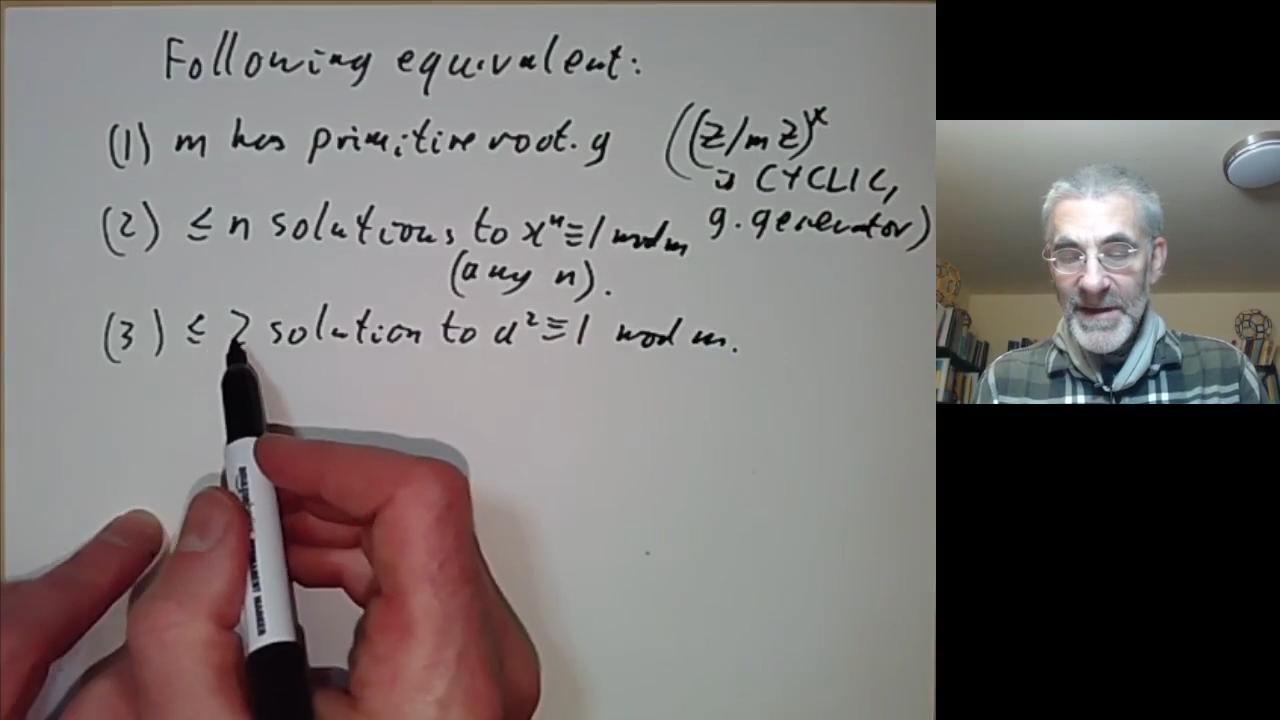 Following equivalent:
(1) m has primitive root. g ((Z/mZ)^x
is CYCLIC,
(2) ≤ n solutions to x^n ≡ 1 mod m g. generator)
(any n).
(3) ≤ 2 solution to a² ≡ 1 mod m.